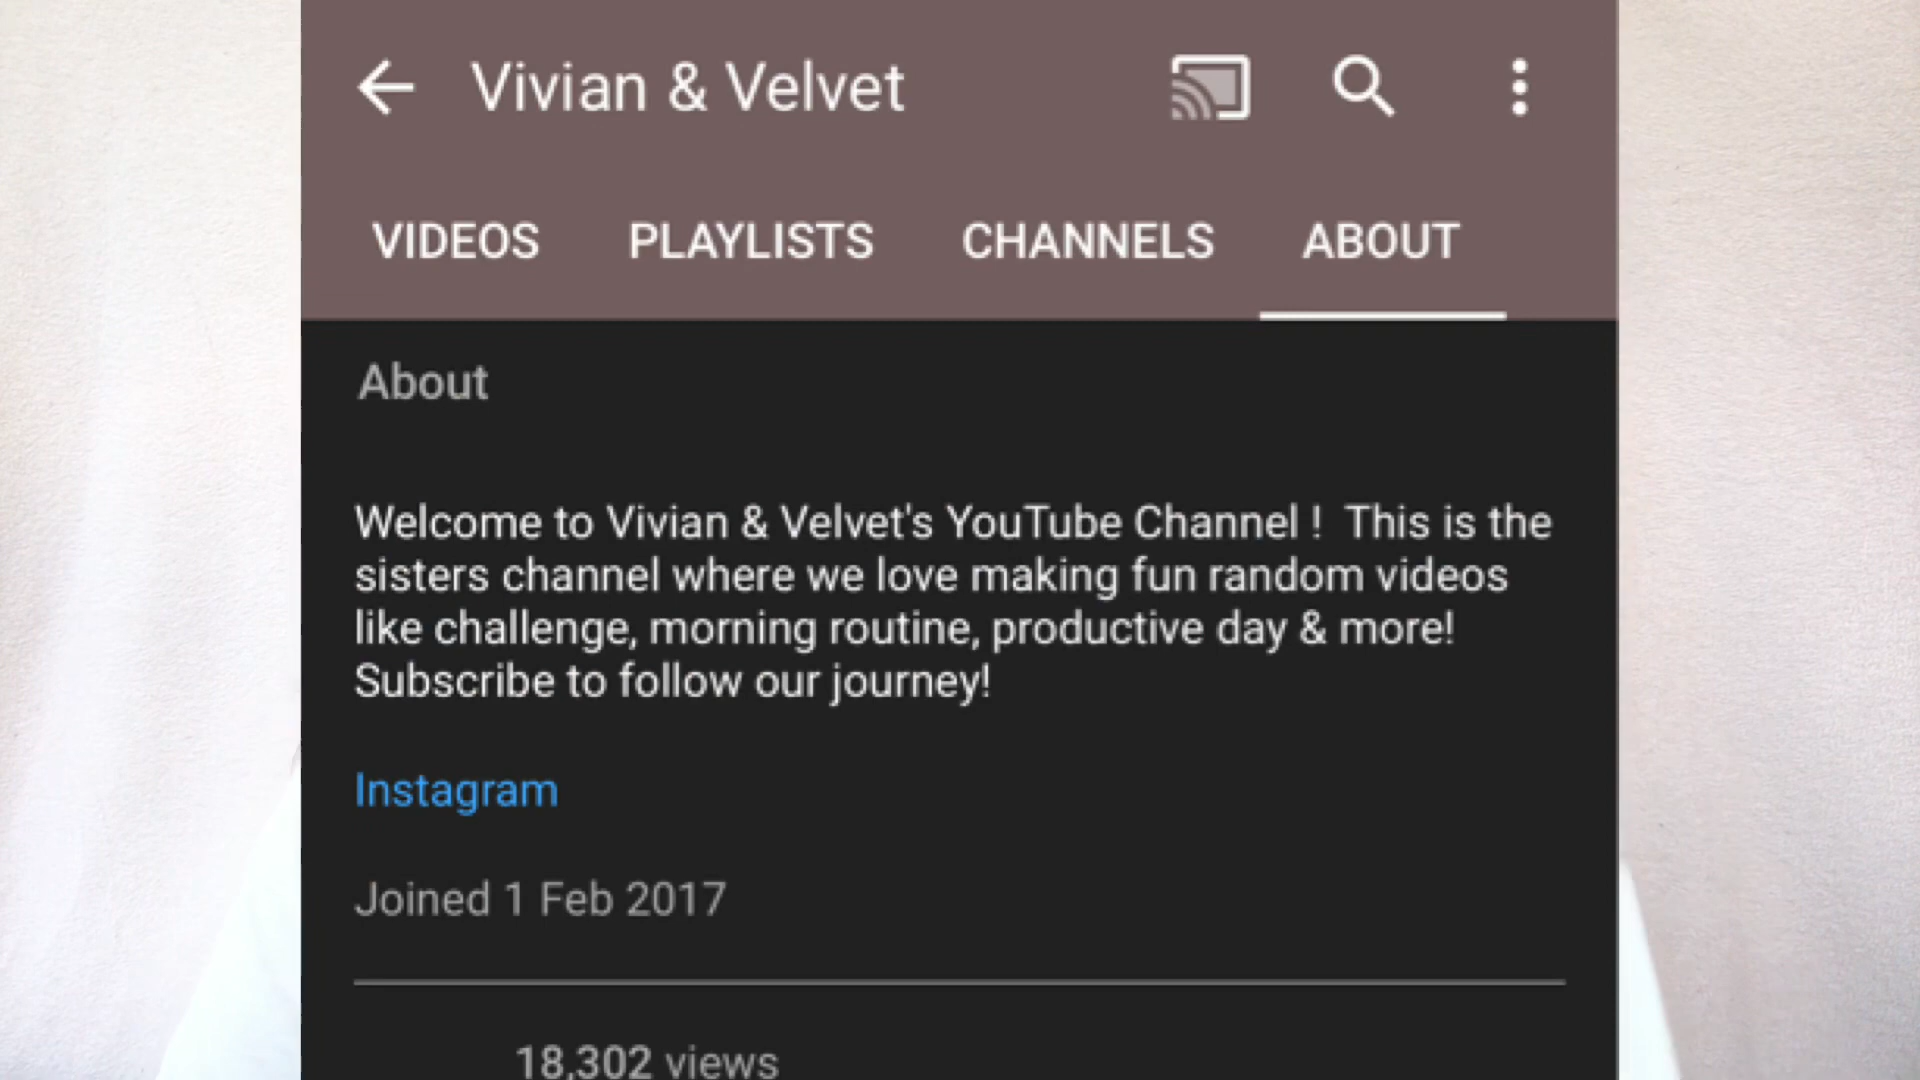 Vivian & Velvet
VIDEOS PLAYLISTS CHANNELS ABOUT
About
Welcome to Vivian & Velvet's YouTube Channel ! This is the
sisters channel where we love making fun random videos
like challenge, morning routine, productive day & more!
Subscribe to follow our journey!
Instagram
Joined 1 Feb 2017
18,302 views